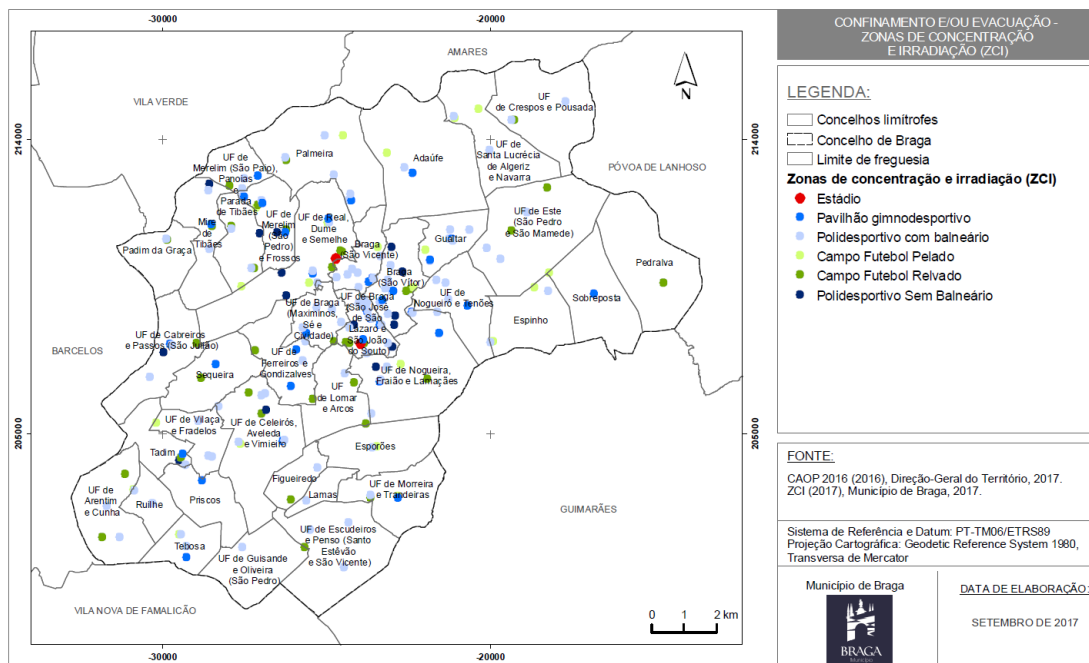 -30000
-20000
AMARES
VILA VERDE
UF
de Crespos e Pousada
N
214000
214000
Palmeira
UF de
Merelim (São Paio),
Panoias
e
Parada
de Tibães
Adaúfe
UF de
Santa Lucrécia
de Algeriz
e Navarra
PÓVOA DE LANHOSO
Mire
de
Tibães
UF de
Merelim
(São
Pedro)
e Frossos
UF de Real,
Dume
e Semelhe
UF de Este
(São Pedro
e São Mamede)
Padim da Graça
Braga
(São Vicente)
Gualtar
Pedralva
Braga
(São Vítor)
UF de
Nogueiró e Tenões
Sobreposta
UF de Braga
(Maximinos,
Sé e
Cividade)
UF de Braga
(São José
de São
Lázaro e
São João
do Souto)
Espinho
UF de Cabreiros
e Passos (São Julião)
BARCELOS
Sequeira
UF de
Ferreiros e
Gondizalves
UF de Nogueira,
Fraião e Lamaçães
UF
de Lomar
e Arcos
UF de Vilaça
e Fradelos
UF de Celeirós,
Aveleda
e Vimieiro
205000
205000
Esporões
Tadim
Figueiredo
UF de
Arentim
e Cunha
Ruilhe
Priscos
Lamas
UF de Morreira
e Trandeiras
GUIMARÃES
Tebosa
UF de Guisande
e Oliveira
(São Pedro)
UF de Escudeiros
e Penso (Santo
Estêvão
e São Vicente)
VILA NOVA DE FAMALICÃO
0 1 2 km
-30000
-20000
CONFINAMENTO E/OU EVACUAÇÃO -
ZONAS DE CONCENTRAÇÃO
E IRRADIAÇÃO (ZCI)
LEGENDA:
Concelhos limítrofes
Concelho de Braga
Limite de freguesia
Zonas de concentração e irradiação (ZCI)
Estádio
Pavilhão gimnodesportivo
Polidesportivo com balneário
Campo Futebol Pelado
Campo Futebol Relvado
Polidesportivo Sem Balneário
FONTE:
CAOP 2016 (2016), Direção-Geral do Território, 2017.
ZCI (2017), Município de Braga, 2017.
Sistema de Referência e Datum: PT-TM06/ETRS89
Projeção Cartográfica: Geodetic Reference System 1980,
Transversa de Mercator
Município de Braga
BRAGA
Município
DATA DE ELABORAÇÃO:
SETEMBRO DE 2017